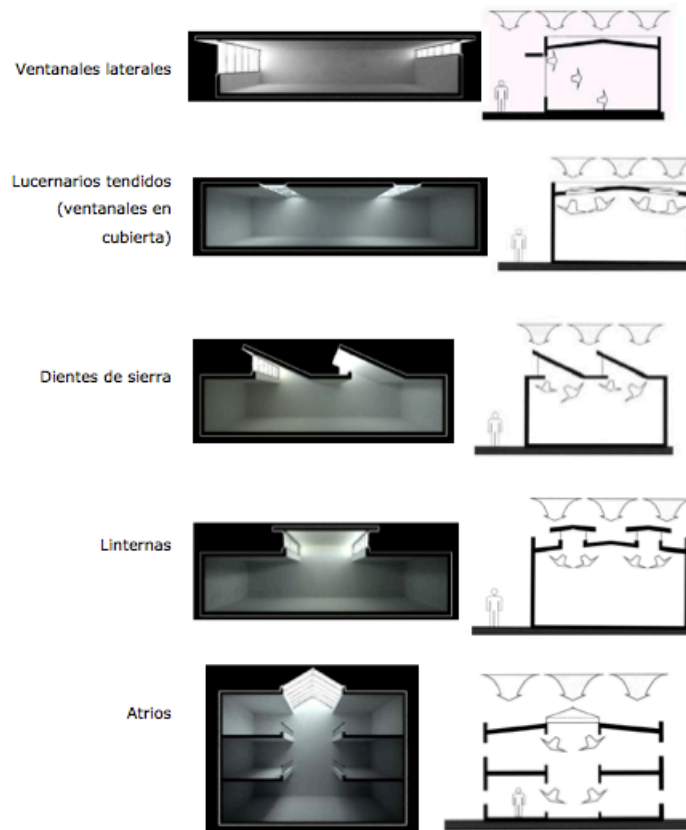 Ventanales laterales
Lucernarios tendidos
(ventanales en
cubierta)
Dientes de sierra
Linternas
Atrios